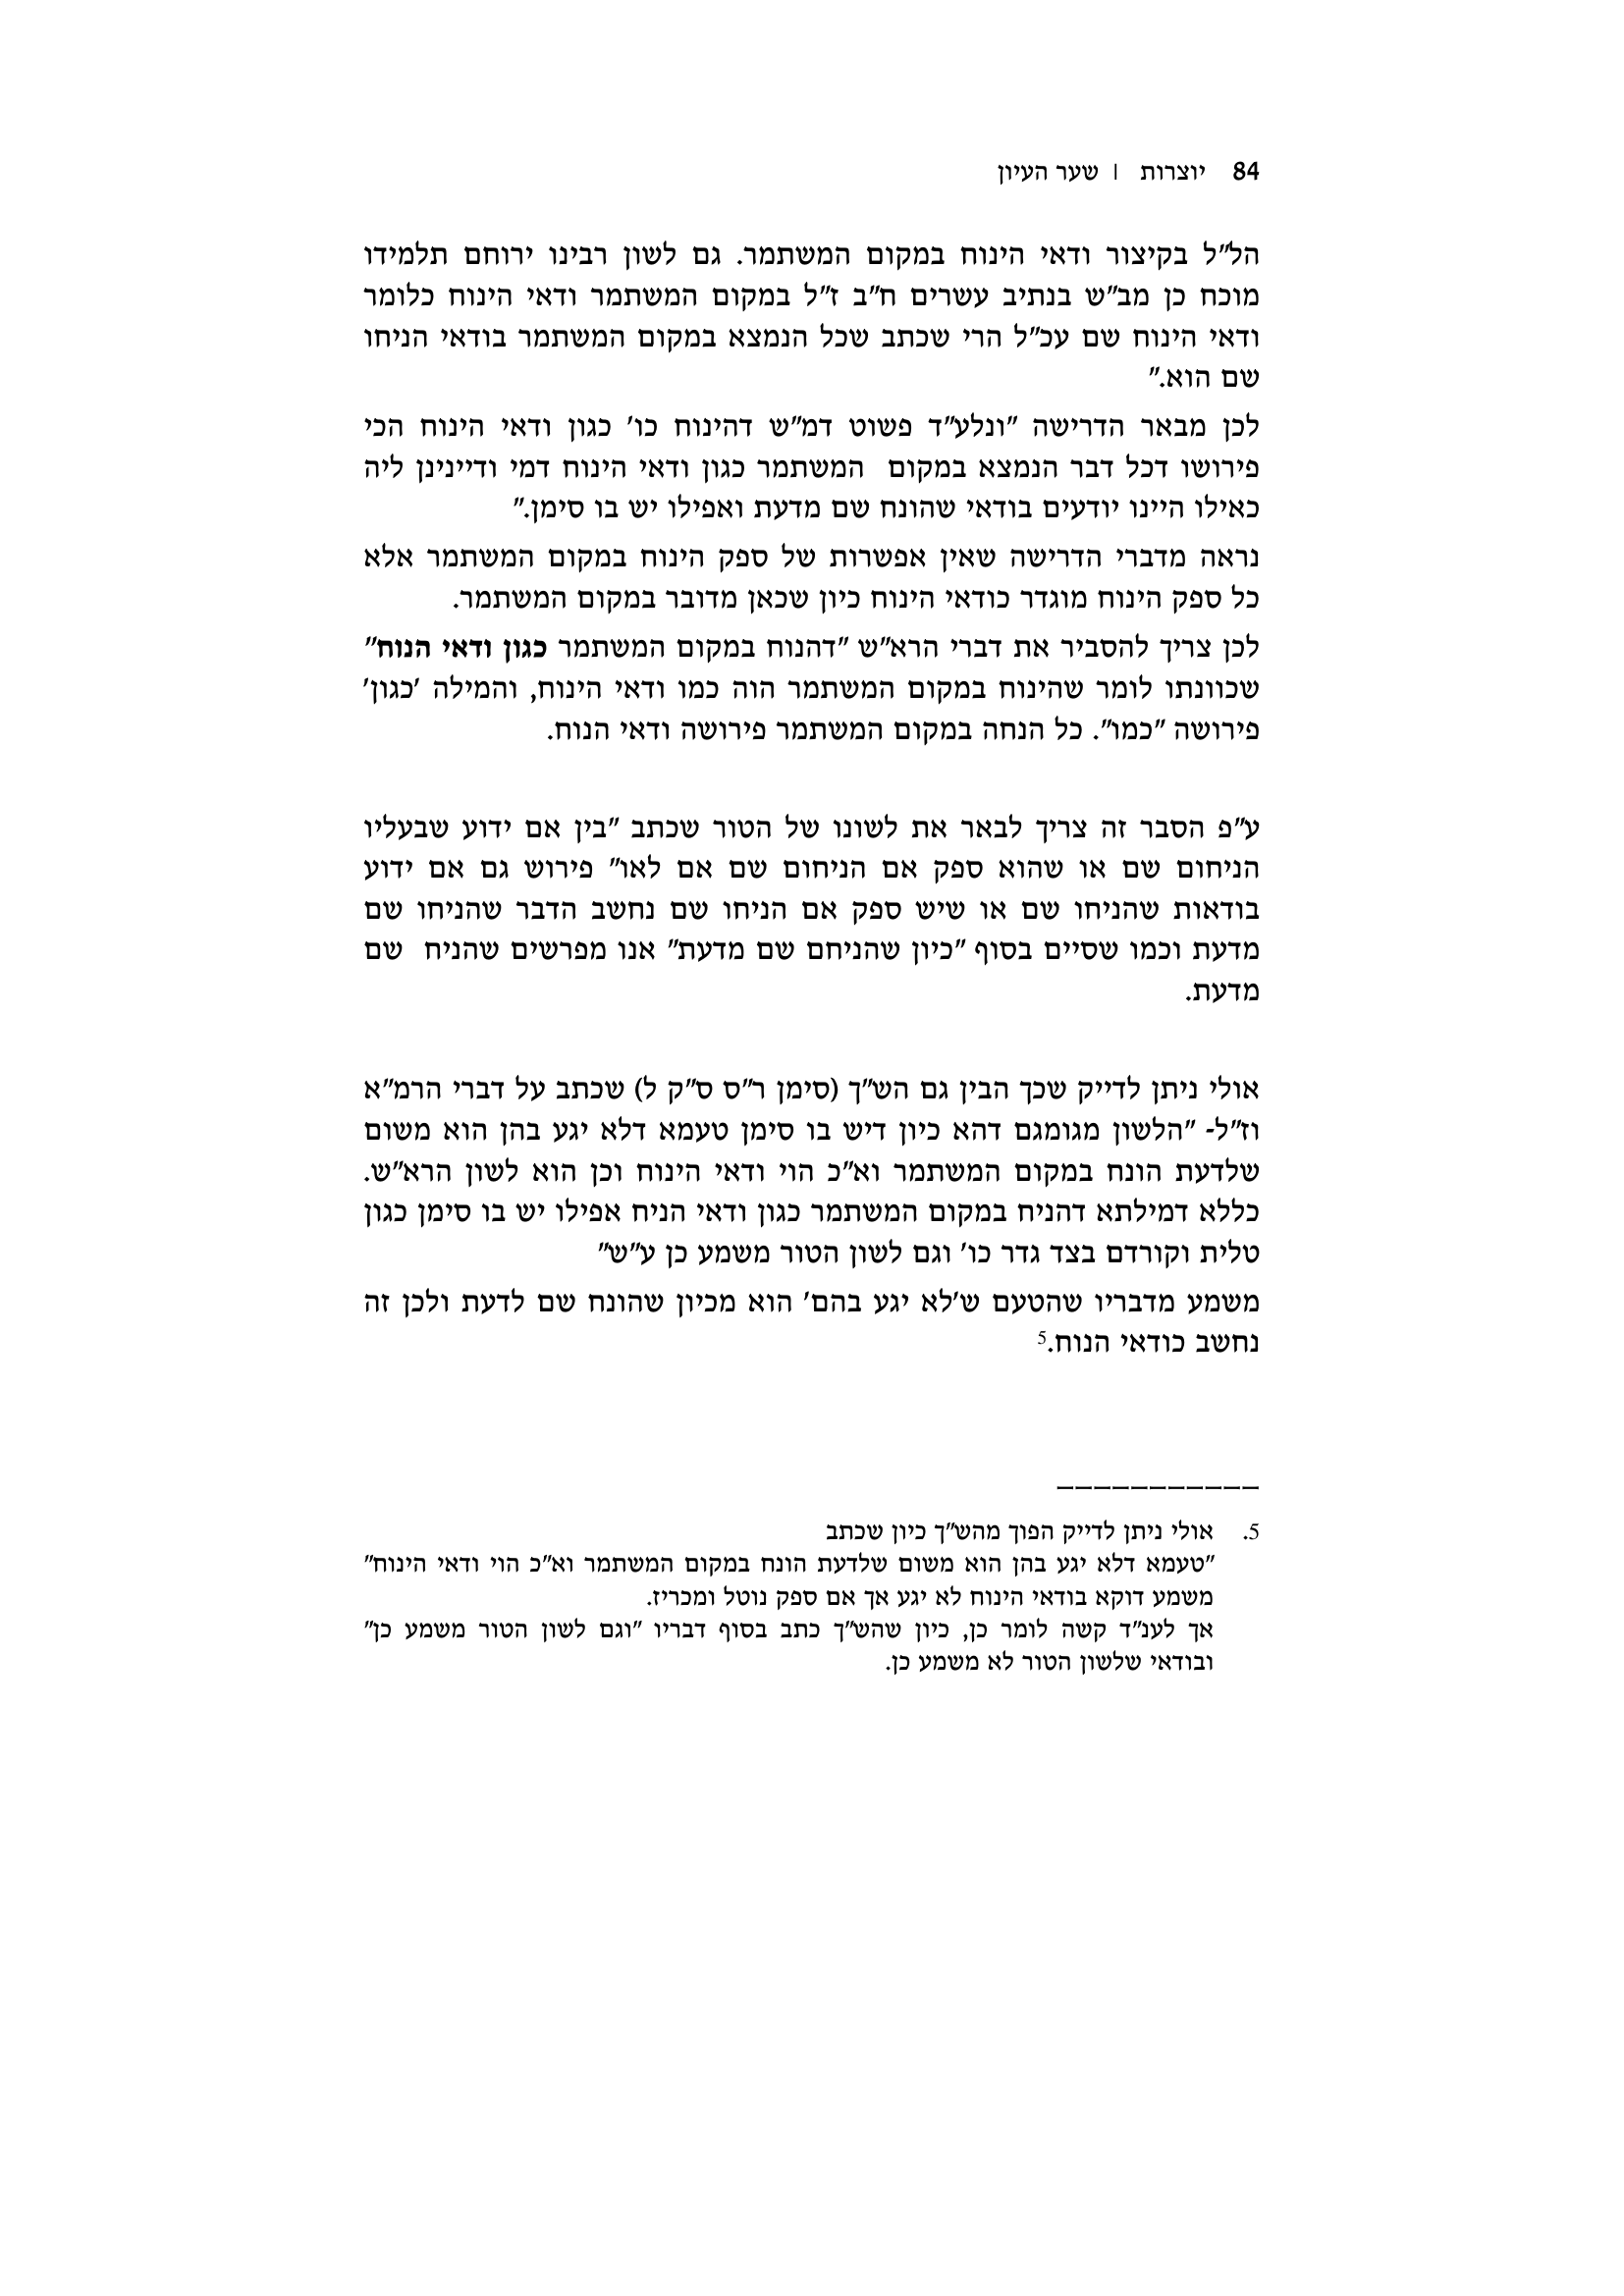 84 יוצרות | שער העיון
הל"ל בקיצור ודאי הינוח במקום המשתמר. גם לשון רבינו ירוחם תלמידו
מוכח כן מב"ש בנתיב עשרים ח"ב ז"ל במקום המשתמר ודאי הינוח כלומר
ודאי הינוח שם עכ"ל הרי שכתב שכל הנמצא במקום המשתמר בודאי הניחו
שם הוא."
לכן מבאר הדרישה "ונלע"ד פשוט דמ"ש דהינוח כו' כגון ודאי הינוח הכי
פירושו דכל דבר הנמצא במקום המשתמר כגון ודאי הינוח דמי ודיינינן ליה
כאילו היינו יודעים בודאי שהונח שם מדעת ואפילו יש בו סימן."
נראה מדברי הדרישה שאין אפשרות של ספק הינוח במקום המשתמר אלא
כל ספק הינוח מוגדר כודאי הינוח כיון שכאן מדובר במקום המשתמר.
לכן צריך להסביר את דברי הרא"ש "דהנוח במקום המשתמר כגון ודאי הנוח"
שכוונתו לומר שהינוח במקום המשתמר הוה כמו ודאי הינוח, והמילה 'כגון'
פירושה "כמו". כל הנחה במקום המשתמר פירושה ודאי הנוח.
ע"פ הסבר זה צריך לבאר את לשונו של הטור שכתב "בין אם ידוע שבעליו
הניחום שם או שהוא ספק אם הניחום שם אם לאו" פירוש גם אם ידוע
בודאות שהניחו שם או שיש ספק אם הניחו שם נחשב הדבר שהניחו שם
מדעת וכמו שסיים בסוף "כיון שהניחם שם מדעת" אנו מפרשים שהניח שם
מדעת.
אולי ניתן לדייק שכך הבין גם הש"ך (סימן ר"ס ס"ק ל) שכתב על דברי הרמ"א
וז"ל- "הלשון מגומגם דהא כיון דיש בו סימן טעמא דלא יגע בהן הוא משום
שלדעת הונח במקום המשתמר וא"כ הוי ודאי הינוח וכן הוא לשון הרא"ש.
כללא דמילתא דהניח במקום המשתמר כגון ודאי הניח אפילו יש בו סימן כגון
טלית וקורדם בצד גדר כו' וגם לשון הטור משמע כן ע"ש"
משמע מדבריו שהטעם ש'לא יגע בהם' הוא מכיון שהונח שם לדעת ולכן זה
נחשב כודאי הנוח.5
5. אולי ניתן לדייק הפוך מהש"ך כיון שכתב
"טעמא דלא יגע בהן הוא משום שלדעת הונח במקום המשתמר וא"כ הוי ודאי הינוח"
משמע דוקא בודאי הינוח לא יגע אך אם ספק נוטל ומכריז.
אך לענ"ד קשה לומר כן, כיון שהש"ך כתב בסוף דבריו "וגם לשון הטור משמע כן"
ובודאי שלשון הטור לא משמע כן.